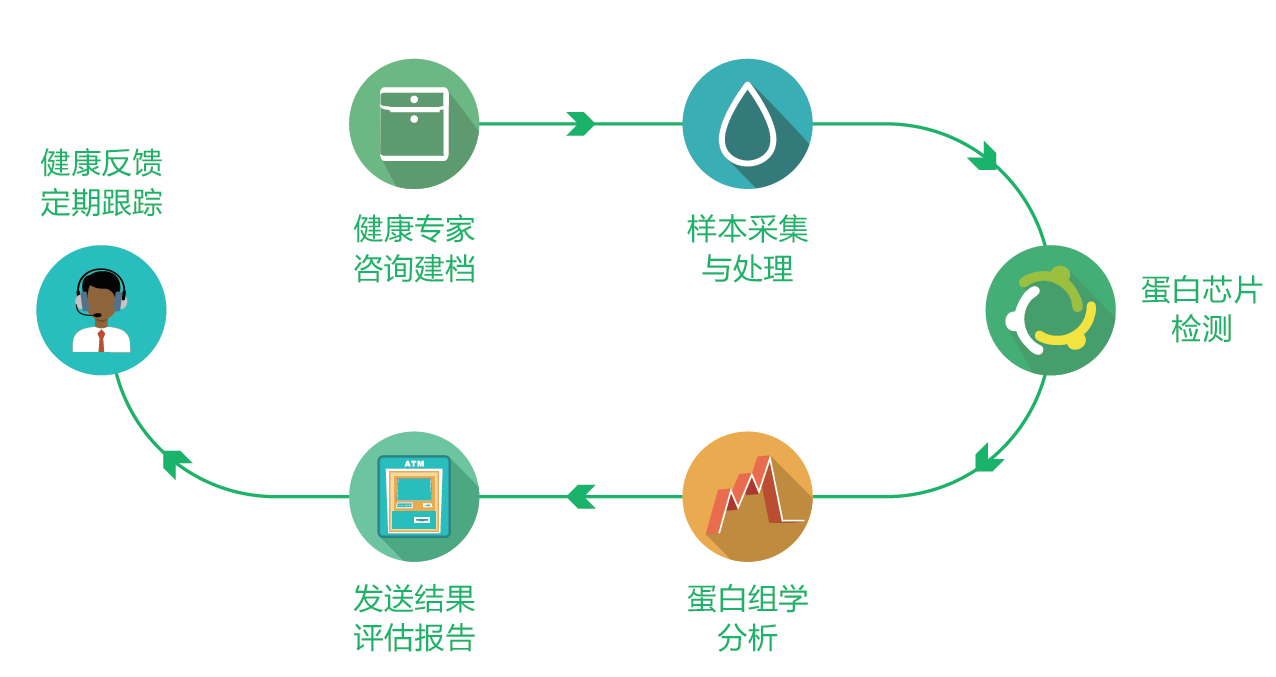 健康专家
咨询建档
样本采集
与处理
蛋白芯片
检测
蛋白组学
分析
ATM
发送结果
评估报告
健康反馈
定期跟踪